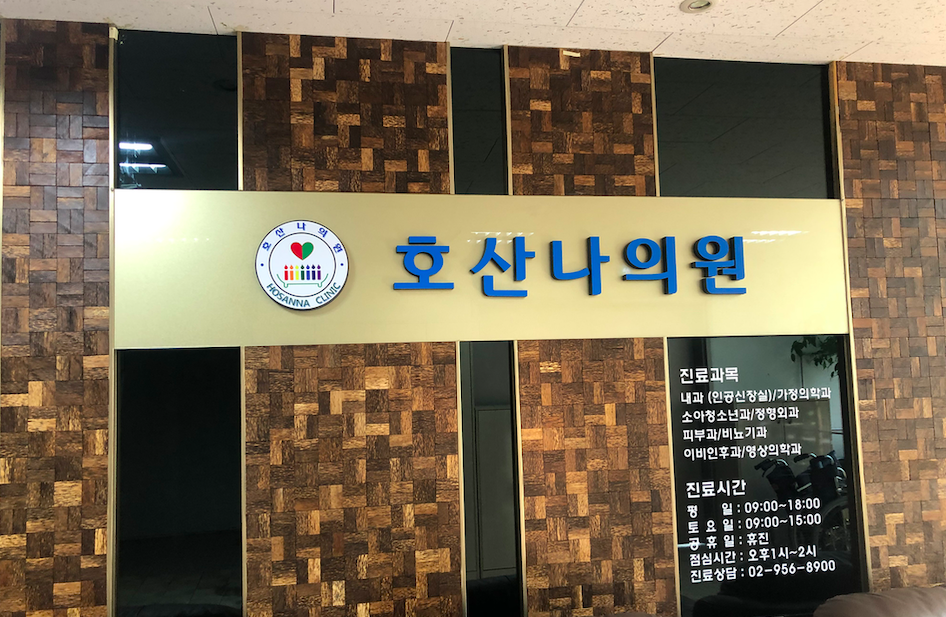 호산나의원
HOSANNA CLINIC
호산나의원
진료과목
내과 (인공신장실)/가정의학과
소아청소년과/정형외과
피부과/비뇨기과
이비인후과/영상의학과
진료시간
평 일 : 09:00~18:00
토 요 일 : 09:00~15:00
공 휴 일 : 휴진
점심시간 : 오후1시~2시
진료상담 : 02-956-8900